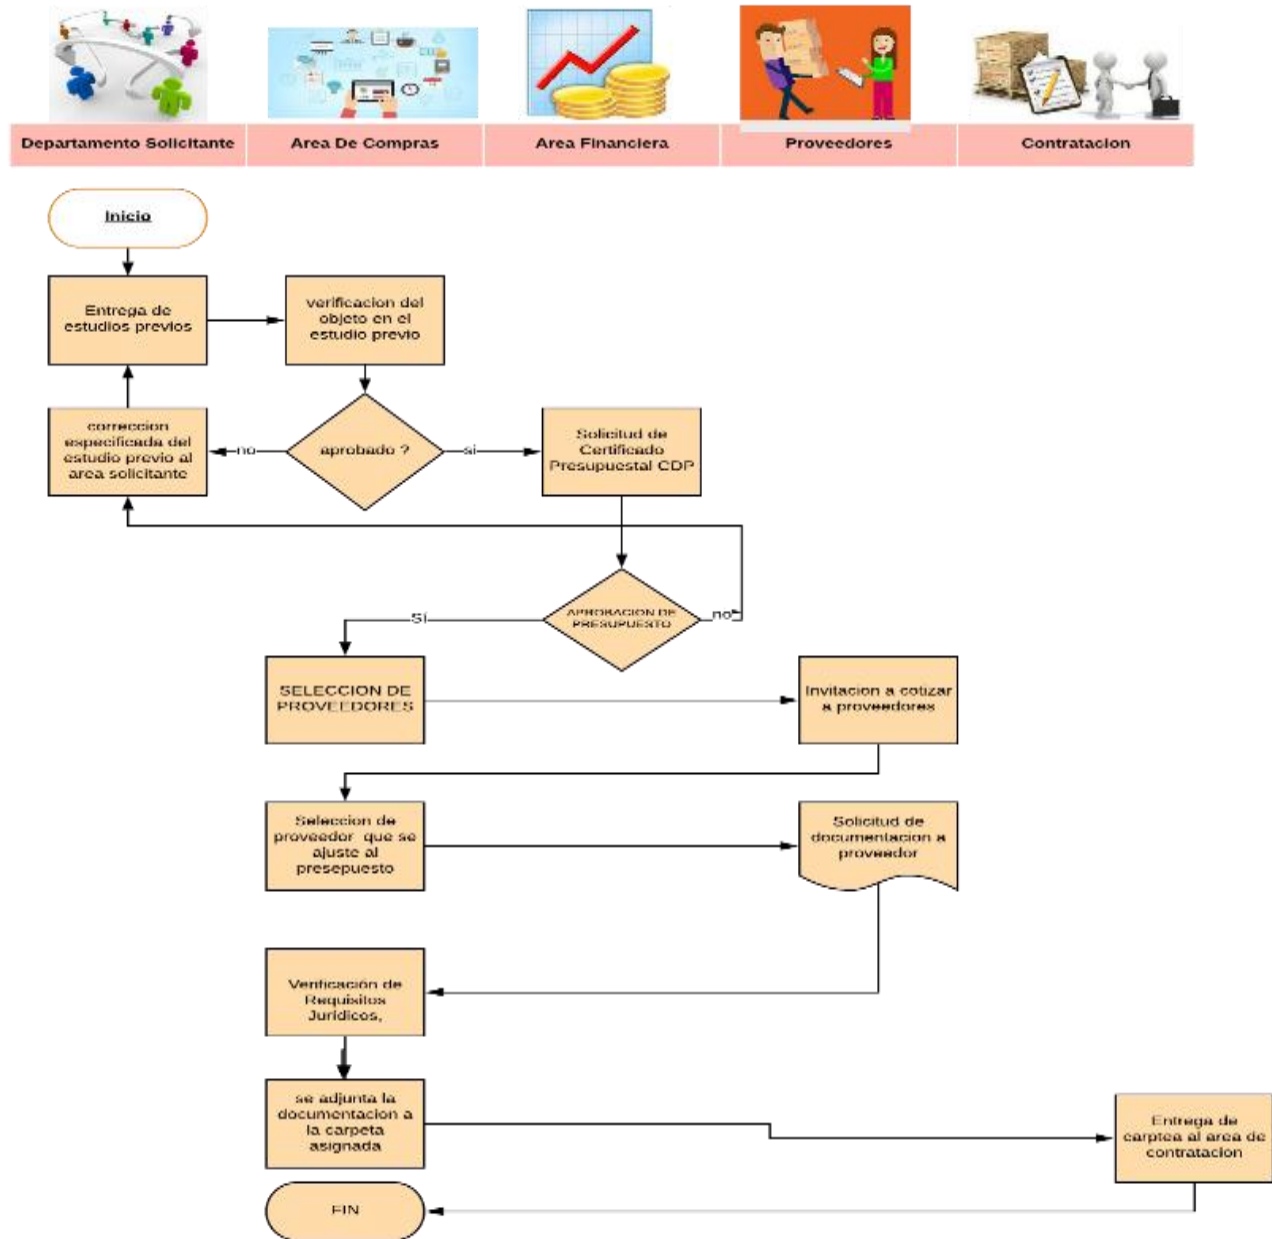 Departamento Solicitante
Area De Compras
Area Financiera
Proveedores
Contratacion
Inicio
Entrega de
estudios previos
verificacion del
objeto en el
estudio previo
correccion
especificada del
estudio previo al
area solicitante
no
aprobado ?
si
Solicitud de
Certificado
Presupuestal CDP
APROBACION DE
PRESUPUESTO
no
Sí
SELECCION DE
PROVEEDORES
Invitacion a cotizar
a proveedores
Seleccion de
proveedor que se
ajuste al
presepuesto
Solicitud de
documentacion a
proveedor
Verificación de
Requisitos
Jurídicos,
se adjunta la
documentacion a
la carpeta
asignada
Entrega de
carptea al area de
contratacion
FIN